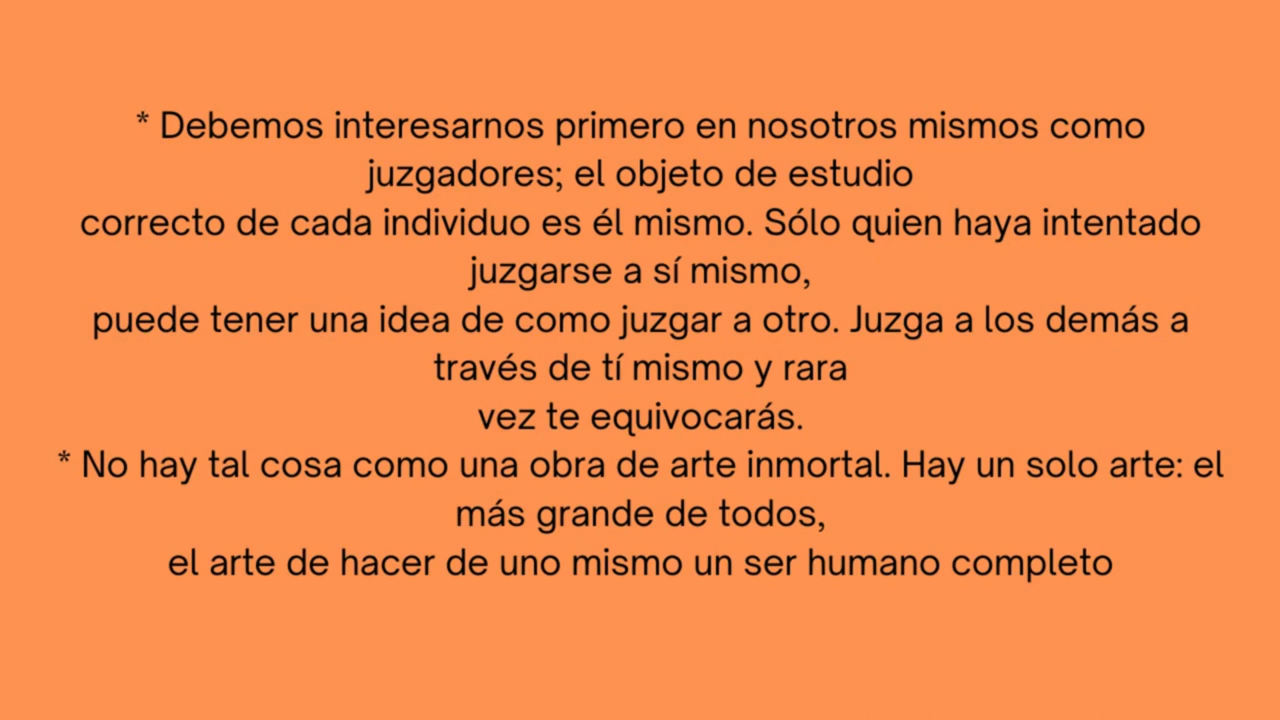 * Debemos interesarnos primero en nosotros mismos como
juzgadores; el objeto de estudio
correcto de cada individuo es él mismo. Sólo quien haya intentado
juzgarse a sí mismo,
puede tener una idea de como juzgar a otro. Juzga a los demás a
través de tí mismo y rara
vez te equivocarás.
* No hay tal cosa como una obra de arte inmortal. Hay un solo arte: el
más grande de todos,
el arte de hacer de uno mismo un ser humano completo